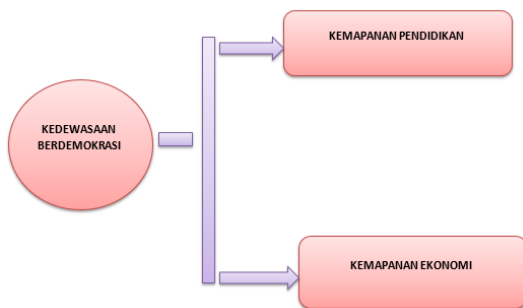 KEMAPANAN PENDIDIKAN
KEDEWASAAN
BERDEMOKRASI
KEMAPANAN EKONOMI